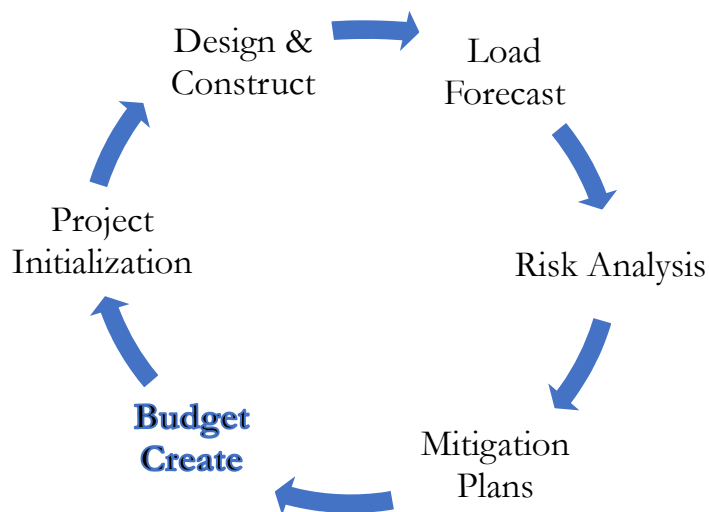 Design &
Construct
Load
Forecast
Project
Initialization
Risk Analysis
Budget
Create
Mitigation
Plans